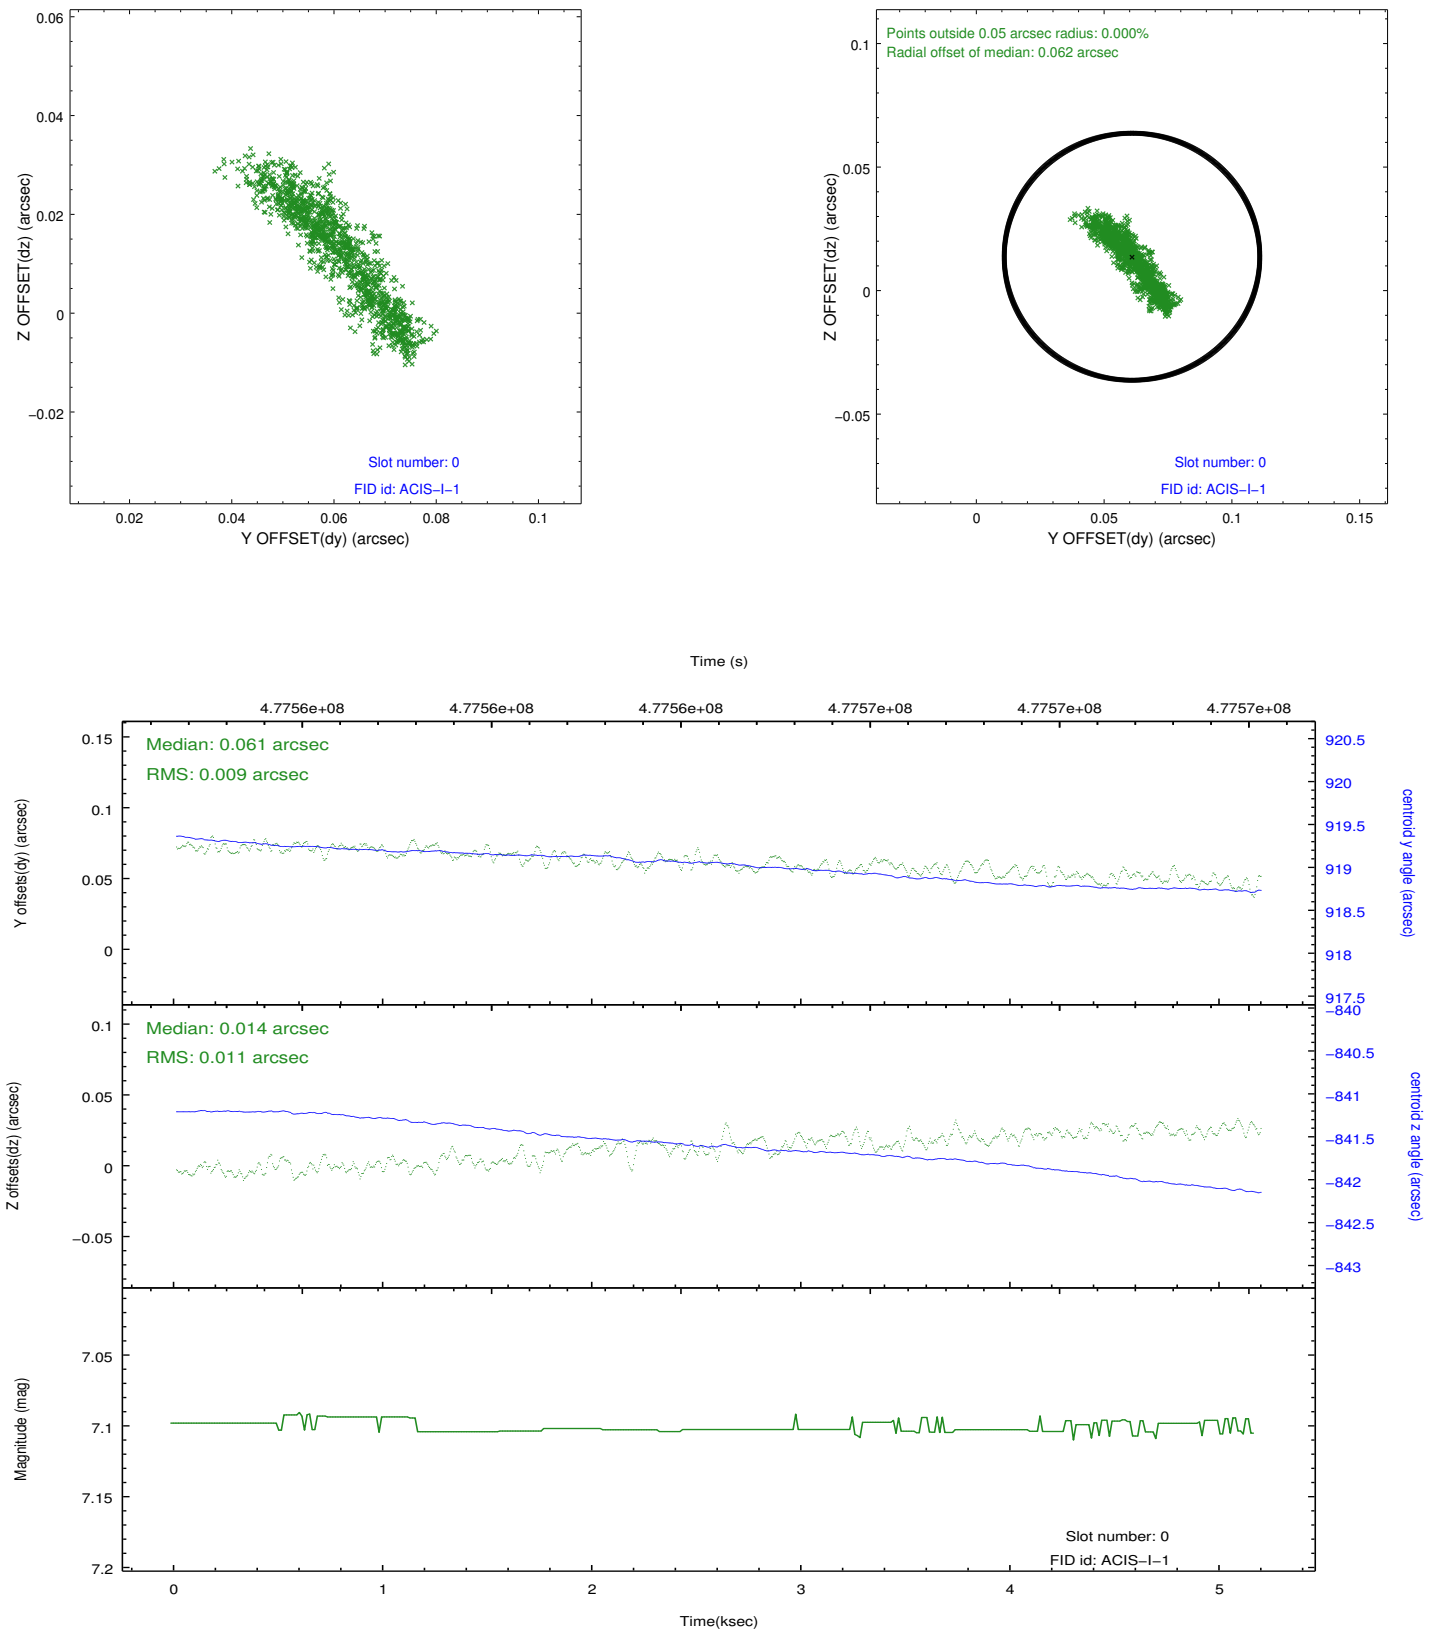 0.06
0.04
0.02
0
−0.02
Z OFFSET(dz) (arcsec)
Slot number: 0
FID id: ACIS−I−1
0.02 0.04 0.06 0.08 0.1
Y OFFSET(dy) (arcsec)
Points outside 0.05 arcsec radius: 0.000%
Radial offset of median: 0.062 arcsec
0.1
0.05
0
−0.05
Z OFFSET(dz) (arcsec)
Slot number: 0
FID id: ACIS−I−1
0 0.05 0.1 0.15
Y OFFSET(dy) (arcsec)
Time (s)
4.7756e+08 4.7756e+08 4.7756e+08 4.7757e+08 4.7757e+08 4.7757e+08
Median: 0.061 arcsec
RMS: 0.009 arcsec
0.15
0.1
0.05
0
Y offsets(dy) (arcsec)
920.5
920
919.5
919
918.5
918
917.5
centroid y angle (arcsec)
Median: 0.014 arcsec
RMS: 0.011 arcsec
0.1
0.05
0
−0.05
Z offsets(dz) (arcsec)
−840
−840.5
−841
−841.5
−842
−842.5
−843
centroid z angle (arcsec)
7.05
7.1
7.15
7.2
Magnitude (mag)
Slot number: 0
FID id: ACIS−I−1
0 1 2 3 4 5
Time(ksec)